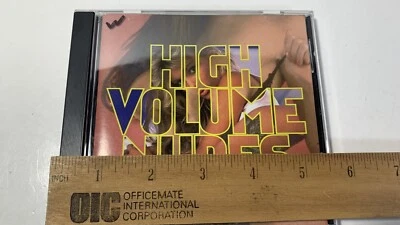 HIGH
VOLUME
NUDES
INCH 1 2 3 4 5 6 7
OIC OFFICEMATE
INTERNATIONAL
CORPORATION